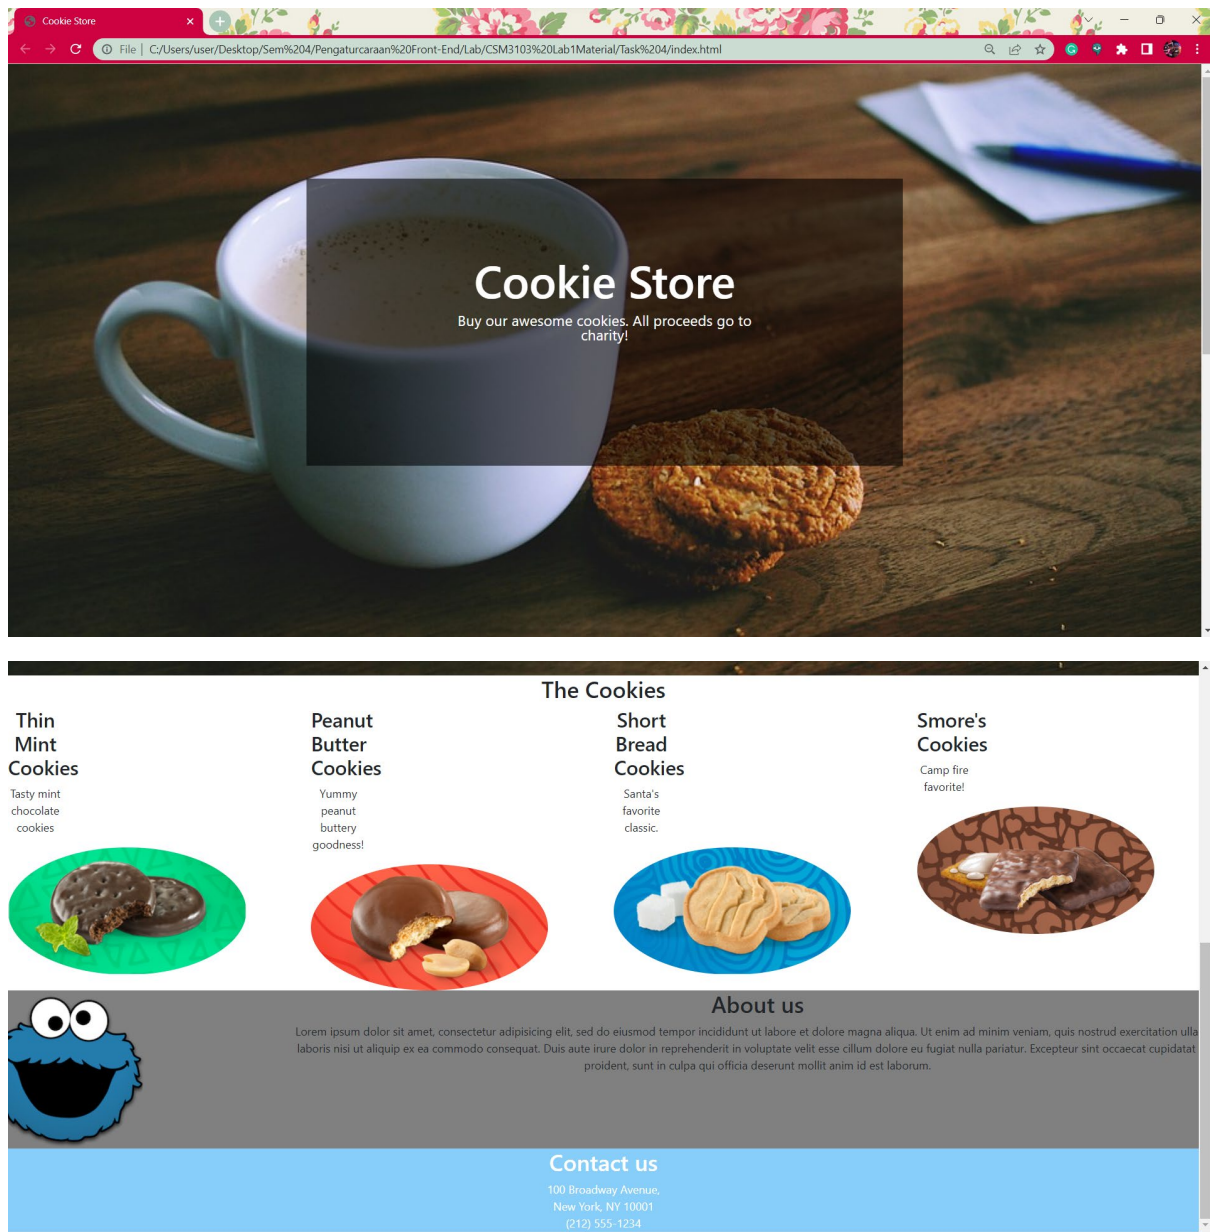 Cookie Store
File | C:/Users/user/Desktop/Sem%204/Pengaturcaraan%20Front-End/Lab/CSM3103%20Lab1Material/Task%204/index.html
Cookie Store
Buy our awesome cookies. All proceeds go to
charity!
The Cookies
Thin
Mint
Cookies
Tasty mint
chocolate
cookies
Peanut
Butter
Cookies
Yummy
peanut
buttery
goodness!
Short
Bread
Cookies
Santa's
favorite
classic.
Smore's
Cookies
Camp fire
favorite!
About us
Lorem ipsum dolor sit amet, consectetur adipisicing elit, sed do eiusmod tempor incididunt ut labore et dolore magna aliqua. Ut enim ad minim veniam, quis nostrud exercitation ulla
laboris nisi ut aliquip ex ea commodo consequat. Duis aute irure dolor in reprehenderit in voluptate velit esse cillum dolore eu fugiat nulla pariatur. Excepteur sint occaecat cupidatat
proident, sunt in culpa qui officia deserunt mollit anim id est laborum.
Contact us
100 Broadway Avenue,
New York, NY 10001
(212) 555-1234